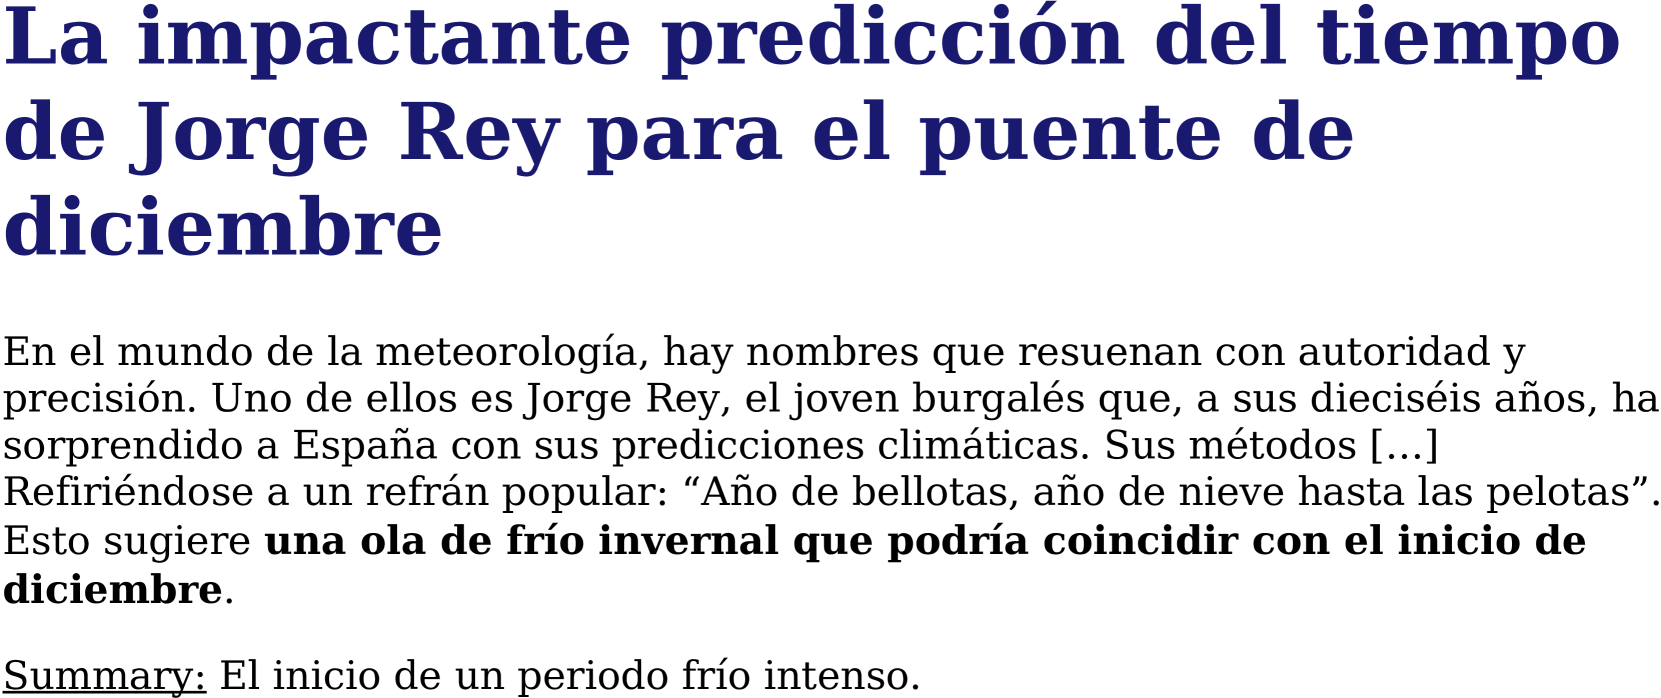 La impactante predicción del tiempo
de Jorge Rey para el puente de
diciembre
En el mundo de la meteorología, hay nombres que resuenan con autoridad y
precisión. Uno de ellos es Jorge Rey, el joven burgalés que, a sus dieciséis años, ha
sorprendido a España con sus predicciones climáticas. Sus métodos [...]
Refiriéndose a un refrán popular: “Año de bellotas, año de nieve hasta las pelotas”.
Esto sugiere una ola de frío invernal que podría coincidir con el inicio de
diciembre.
Summary: El inicio de un periodo frío intenso.